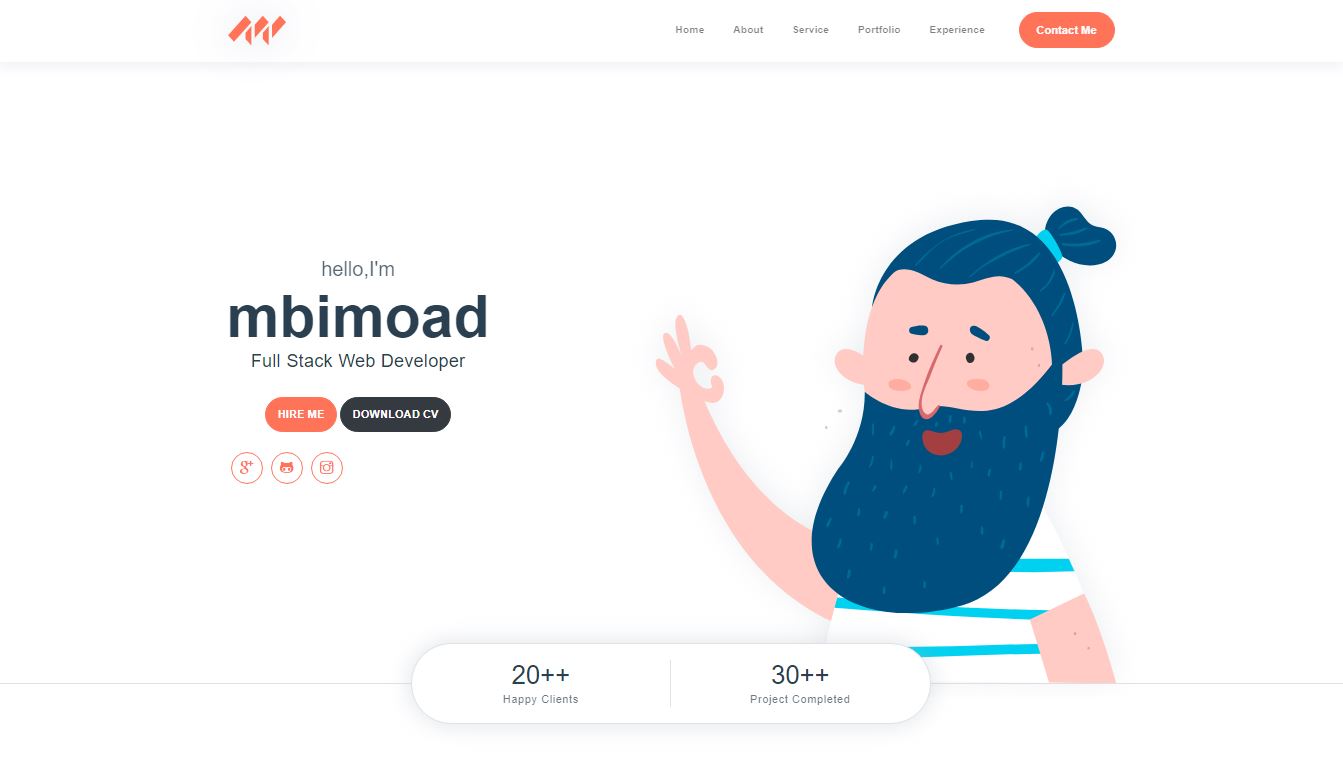 Home About Service Portfolio Experience Contact Me
hello,I'm
mbimoad
Full Stack Web Developer
HIRE ME DOWNLOAD CV
20++ 30++
Happy Clients Project Completed